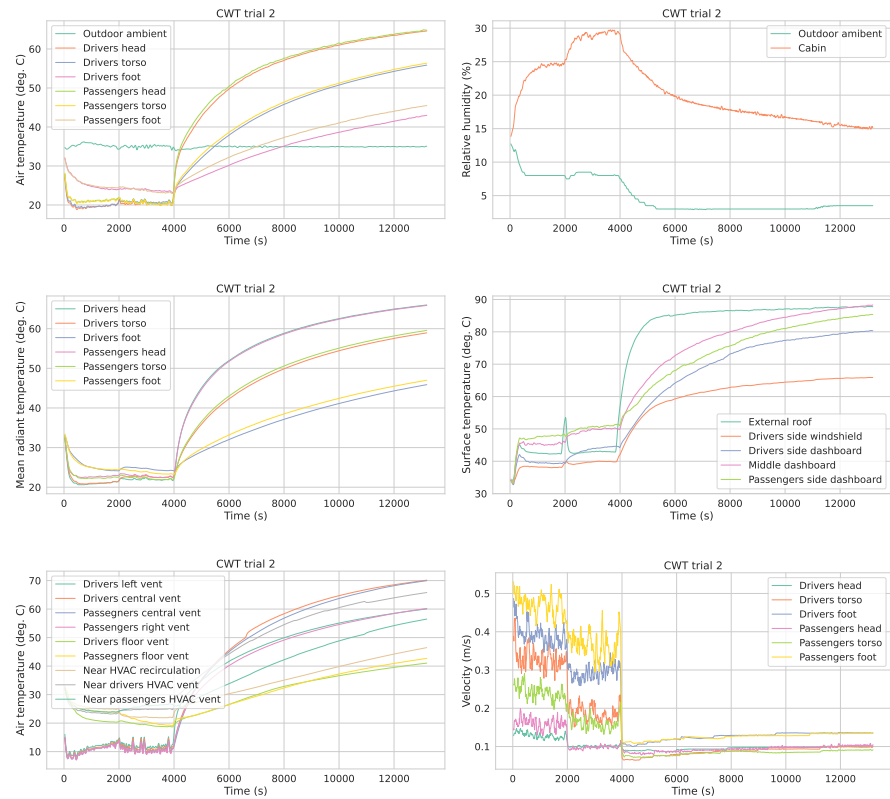 CWT trial 2
Air temperature (deg. C)
60
50
40
30
20
Outdoor ambient
Drivers head
Drivers torso
Drivers foot
Passengers head
Passengers torso
Passengers foot
0
2000
4000
6000
8000
10000
12000
Time (s)
CWT trial 2
Relative humidity (%)
30
25
20
15
10
5
Outdoor amibent
Cabin
0
2000
4000
6000
8000
10000
12000
Time (s)
CWT trial 2
Mean radiant temperature (deg. C)
60
50
40
30
20
Drivers head
Drivers torso
Drivers foot
Passengers head
Passengers torso
Passengers foot
0
2000
4000
6000
8000
10000
12000
Time (s)
CWT trial 2
Surface temperature (deg. C)
90
80
70
60
50
40
30
External roof
Drivers side windshield
Drivers side dashboard
Middle dashboard
Passengers side dashboard
0
2000
4000
6000
8000
10000
12000
Time (s)
CWT trial 2
Air temperature (deg. C)
70
60
50
40
30
20
10
Drivers left vent
Drivers central vent
Passegners central vent
Passengers right vent
Drivers floor vent
Passegners floor vent
Near HVAC recirculation
Near drivers HVAC vent
Near passengers HVAC vent
0
2000
4000
6000
8000
10000
12000
Time (s)
CWT trial 2
Velocity (m/s)
0.5
0.4
0.3
0.2
0.1
Drivers head
Drivers torso
Drivers foot
Passengers head
Passengers torso
Passengers foot
0
2000
4000
6000
8000
10000
12000
Time (s)